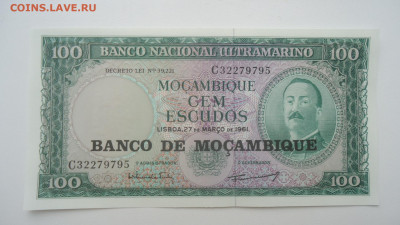 COINS.LAVE.RU
100 BANCO NACIONAL ULTRAMARINO 100
DECRETO LEI Nº 39221 C32279795
MOÇAMBIQUE
CEM
ESCUDOS
LISBOA, 27 DE MARÇO DE 1961
BANCO DE MOÇAMBIQUE
C32279795
100 100